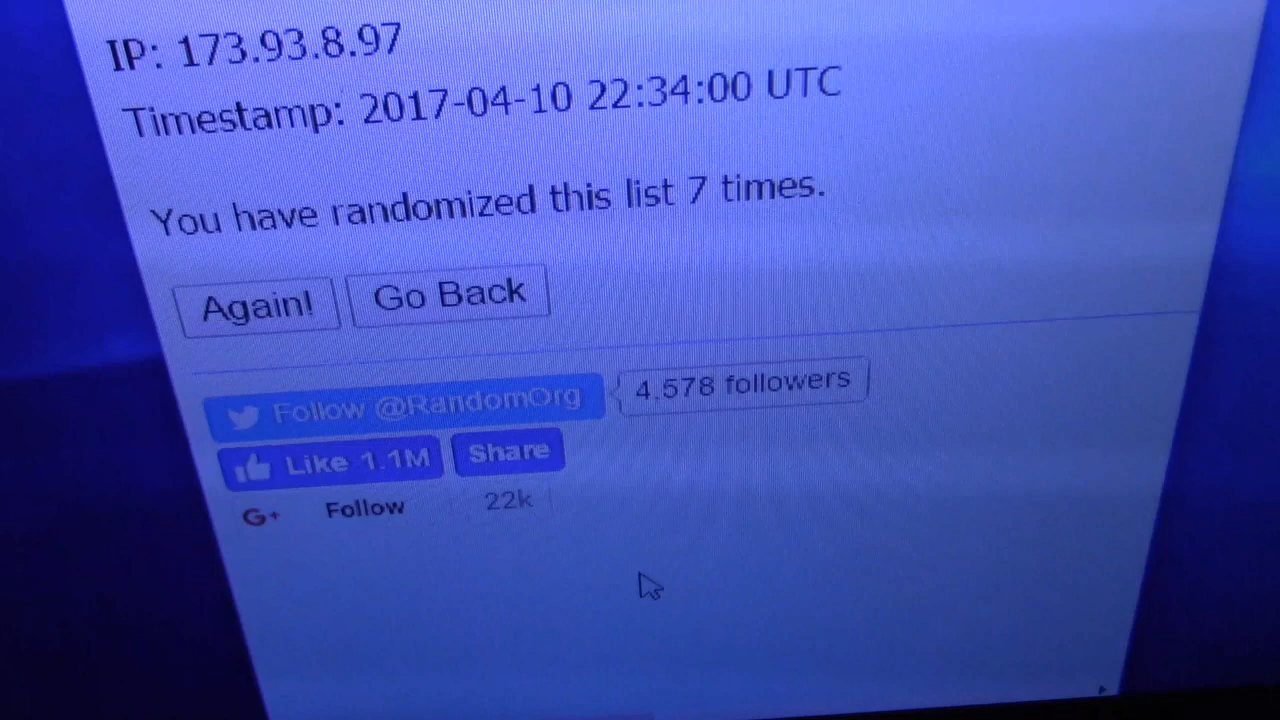 IP: 173.93.8.97
Timestamp: 2017-04-10 22:34:00 UTC
You have randomized this list 7 times.
Again! Go Back
Follow @RandomOrg 4,578 followers
Like 1.1M Share
G+ Follow 22k